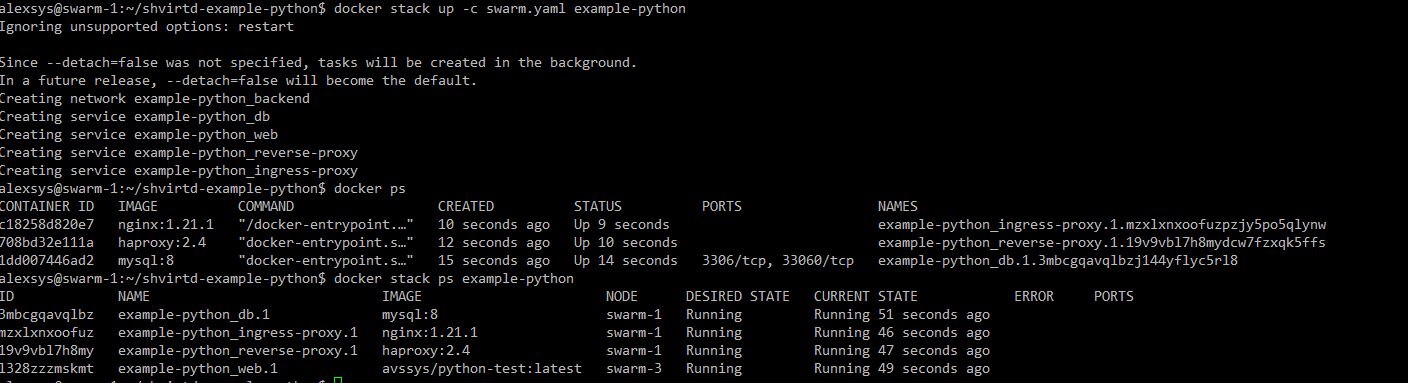 alexsys@swarm-1:~/shvirtd-example-python$ docker stack up -c swarm.yaml example-python
Ignoring unsupported options: restart
Since --detach=false was not specified, tasks will be created in the background.
In a future release, --detach=false will become the default.
Creating network example-python_backend
Creating service example-python_db
Creating service example-python_web
Creating service example-python_reverse-proxy
Creating service example-python_ingress-proxy
alexsys@swarm-1:~/shvirtd-example-python$ docker ps
CONTAINER ID IMAGE COMMAND CREATED STATUS PORTS NAMES
c18258d820e7 nginx:1.21.1 "/docker-entrypoint.…" 10 seconds ago Up 9 seconds example-python_ingress-proxy.1.mzxlxnxoofuzpzjy5po5qlynw
708bd32e111a haproxy:2.4 "docker-entrypoint.s…" 12 seconds ago Up 10 seconds example-python_reverse-proxy.1.19v9vbl7h8mydcw7fzxqk5ffs
1dd007446ad2 mysql:8 "docker-entrypoint.s…" 15 seconds ago Up 14 seconds 3306/tcp, 33060/tcp example-python_db.1.3mbcgqavqlbzj144yflyc5rl8
alexsys@swarm-1:~/shvirtd-example-python$ docker stack ps example-python
ID NAME IMAGE NODE DESIRED STATE CURRENT STATE ERROR PORTS
3mbcgqavqlbz example-python_db.1 mysql:8 swarm-1 Running Running 51 seconds ago
mzxlxnxoofuz example-python_ingress-proxy.1 nginx:1.21.1 swarm-1 Running Running 46 seconds ago
19v9vbl7h8my example-python_reverse-proxy.1 haproxy:2.4 swarm-1 Running Running 47 seconds ago
l328zzzmskmt example-python_web.1 avssys/python-test:latest swarm-3 Running Running 49 seconds ago